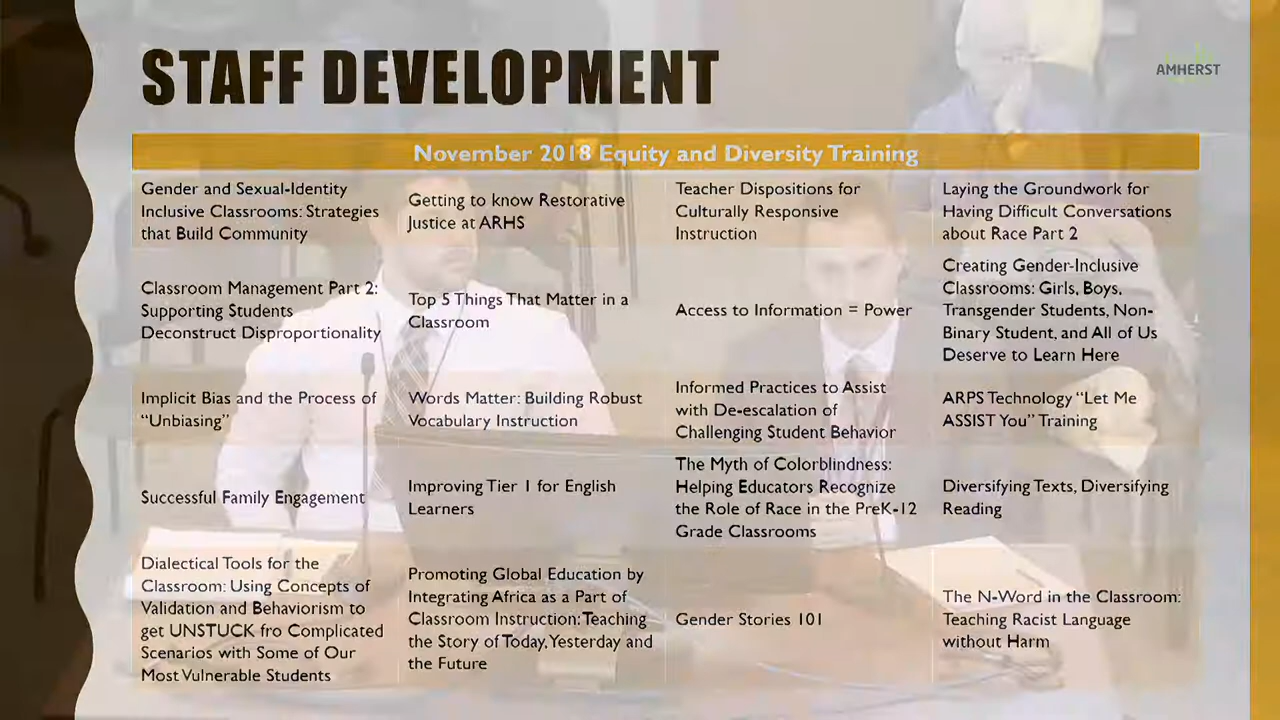 STAFF DEVELOPMENT
AMHERST
November 2018 Equity and Diversity Training
Gender and Sexual-Identity
Inclusive Classrooms: Strategies
that Build Community
Getting to know Restorative
Justice at ARHS
Teacher Dispositions for
Culturally Responsive
Instruction
Laying the Groundwork for
Having Difficult Conversations
about Race Part 2
Classroom Management Part 2:
Supporting Students
Deconstruct Disproportionality
Top 5 Things That Matter in a
Classroom
Access to Information = Power
Creating Gender-Inclusive
Classrooms: Girls, Boys,
Transgender Students, Non-
Binary Student, and All of Us
Deserve to Learn Here
Implicit Bias and the Process of
“Unbiasing”
Words Matter: Building Robust
Vocabulary Instruction
Informed Practices to Assist
with De-escalation of
Challenging Student Behavior
ARPS Technology “Let Me
ASSIST You” Training
Successful Family Engagement
Improving Tier 1 for English
Learners
The Myth of Colorblindness:
Helping Educators Recognize
the Role of Race in the PreK-12
Grade Classrooms
Diversifying Texts, Diversifying
Reading
Dialectical Tools for the
Classroom: Using Concepts of
Validation and Behaviorism to
get UNSTUCK fro Complicated
Scenarios with Some of Our
Most Vulnerable Students
Promoting Global Education by
Integrating Africa as a Part of
Classroom Instruction: Teaching
the Story of Today, Yesterday and
the Future
Gender Stories 101
The N-Word in the Classroom:
Teaching Racist Language
without Harm